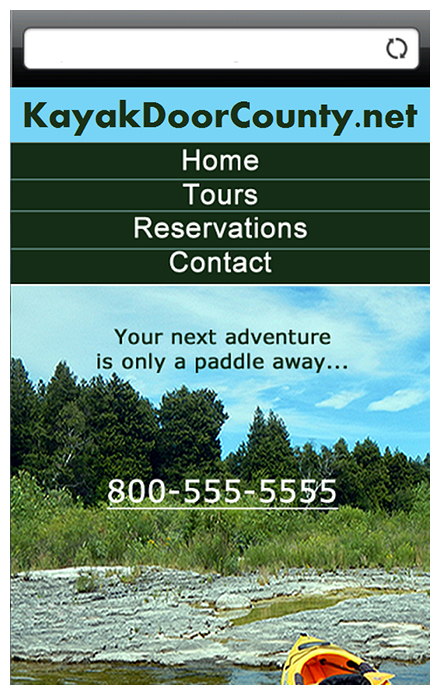 KayakDoorCounty.net
Home
Tours
Reservations
Contact
Your next adventure
is only a paddle away...
800-555-5555